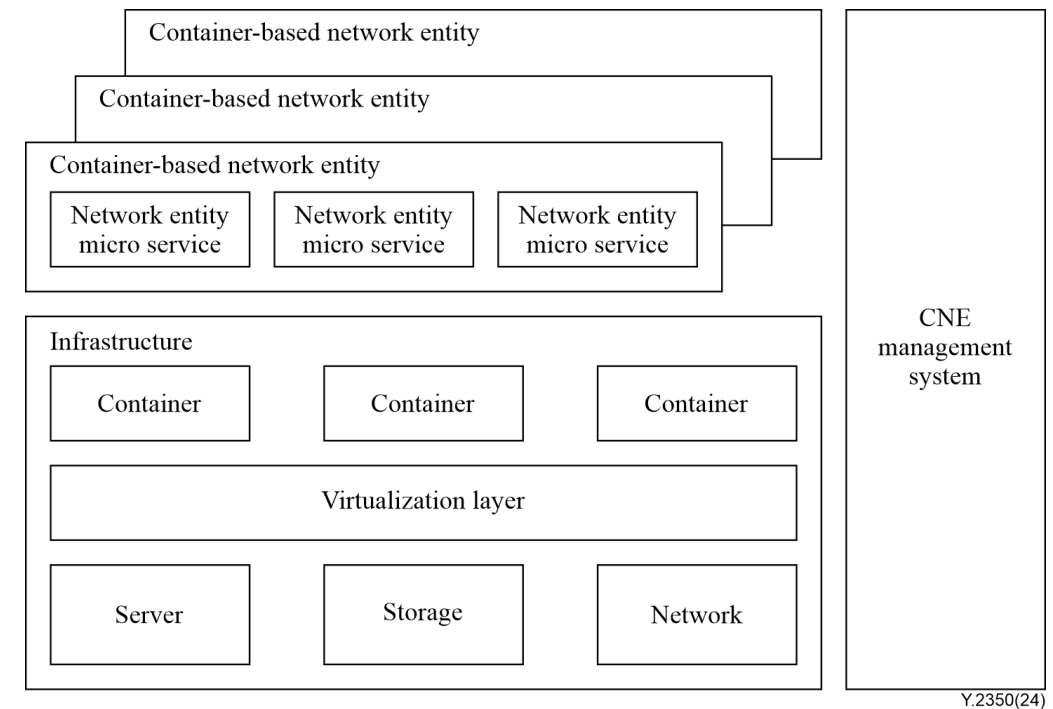 Container-based network entity
Container-based network entity
Container-based network entity
Network entity
micro service
Network entity
micro service
Network entity
micro service
Infrastructure
Container
Container
Container
Virtualization layer
Server
Storage
Network
CNE
management
system
Y.2350(24)